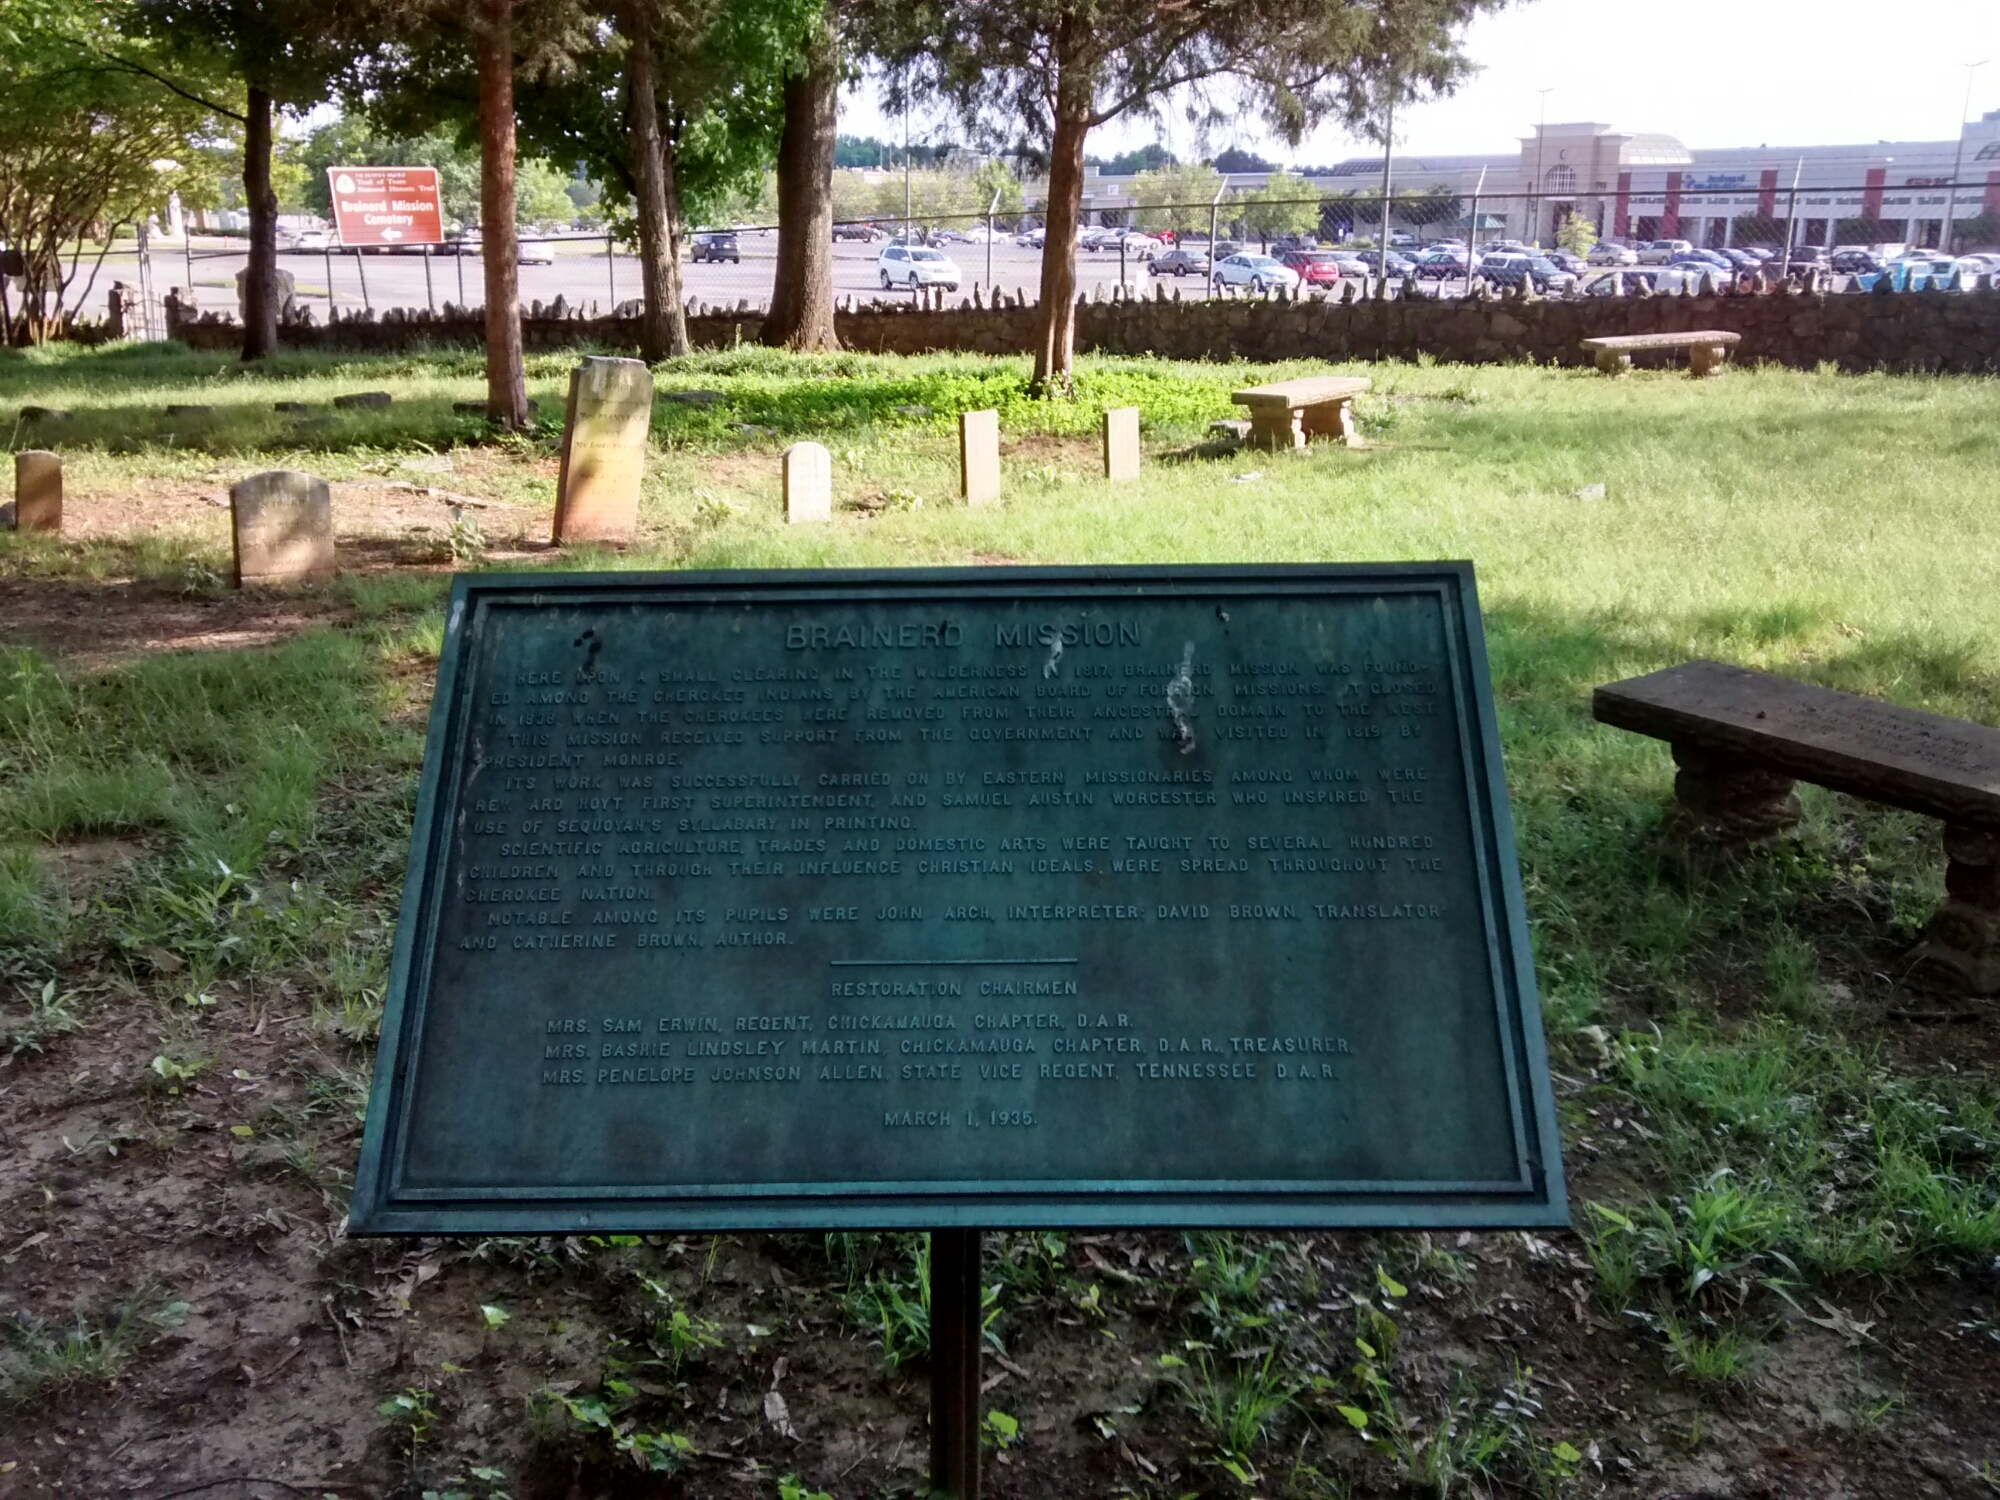 Trail of Tears
National Historic Trail
Brainerd Mission
Cemetery
BRAINERD MISSION
HERE UPON A SMALL CLEARING IN THE WILDERNESS IN 1817, BRAINERD MISSION WAS FOUND-
ED AMONG THE CHEROKEE INDIANS BY THE AMERICAN BOARD OF FOREIGN MISSIONS. IT CLOSED
IN 1838 WHEN THE CHEROKEES WERE REMOVED FROM THEIR ANCESTRAL DOMAIN TO THE WEST
THIS MISSION RECEIVED SUPPORT FROM THE GOVERNMENT AND WAS VISITED IN 1819 BY
PRESIDENT MONROE.
ITS WORK WAS SUCCESSFULLY CARRIED ON BY EASTERN MISSIONARIES AMONG WHOM WERE
REV. ARD HOYT FIRST SUPERINTENDENT, AND SAMUEL AUSTIN WORCESTER WHO INSPIRED THE
USE OF SEQUOYAH'S SYLLABARY IN PRINTING.
SCIENTIFIC AGRICULTURE, TRADES AND DOMESTIC ARTS WERE TAUGHT TO SEVERAL HUNDRED
CHILDREN AND THROUGH THEIR INFLUENCE CHRISTIAN IDEALS WERE SPREAD THROUGHOUT THE
CHEROKEE NATION.
NOTABLE AMONG ITS PUPILS WERE JOHN ARCH, INTERPRETER; DAVID BROWN, TRANSLATOR
AND CATHERINE BROWN, AUTHOR.
RESTORATION CHAIRMEN
MRS. SAM ERWIN, REGENT, CHICKAMAUGA CHAPTER, D.A.R.
MRS. BASHIE LINDSLEY MARTIN, CHICKAMAUGA CHAPTER, D.A.R., TREASURER.
MRS. PENELOPE JOHNSON ALLEN, STATE VICE REGENT, TENNESSEE D.A.R.
MARCH 1, 1935.